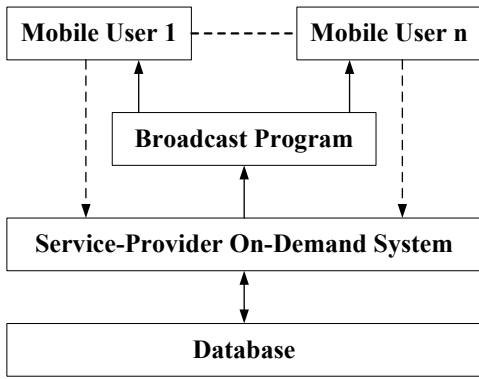 Mobile User 1
Mobile User n
Broadcast Program
Service-Provider On-Demand System
Database